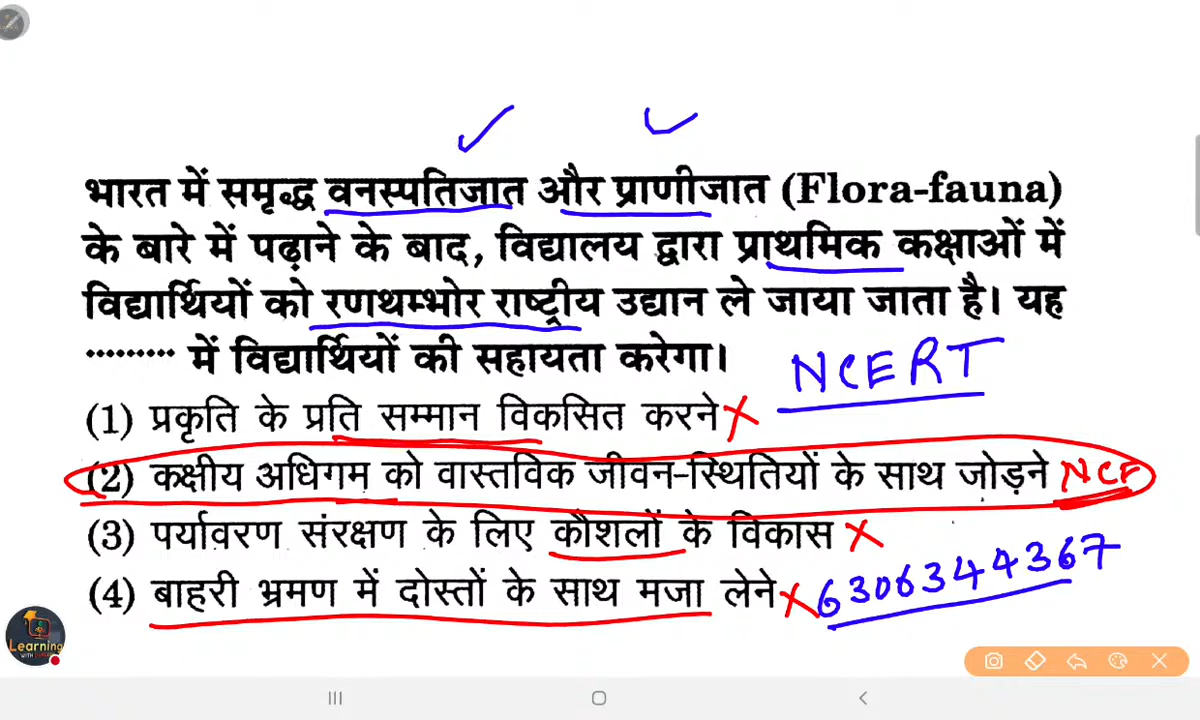 भारत में समृद्ध वनस्पतिजात और प्राणीजात (Flora-fauna)
के बारे में पढ़ाने के बाद, विद्यालय द्वारा प्राथमिक कक्षाओं में
विद्यार्थियों को रणथम्भोर राष्ट्रीय उद्यान ले जाया जाता है। यह
......... में विद्यार्थियों की सहायता करेगा।
NCERT
(1) प्रकृति के प्रति सम्मान विकसित करने
(2) कक्षीय अधिगम को वास्तविक जीवन-स्थितियों के साथ जोड़ने NCF
(3) पर्यावरण संरक्षण के लिए कौशलों के विकास
(4) बाहरी भ्रमण में दोस्तों के साथ मजा लेने 6306344367
Learning